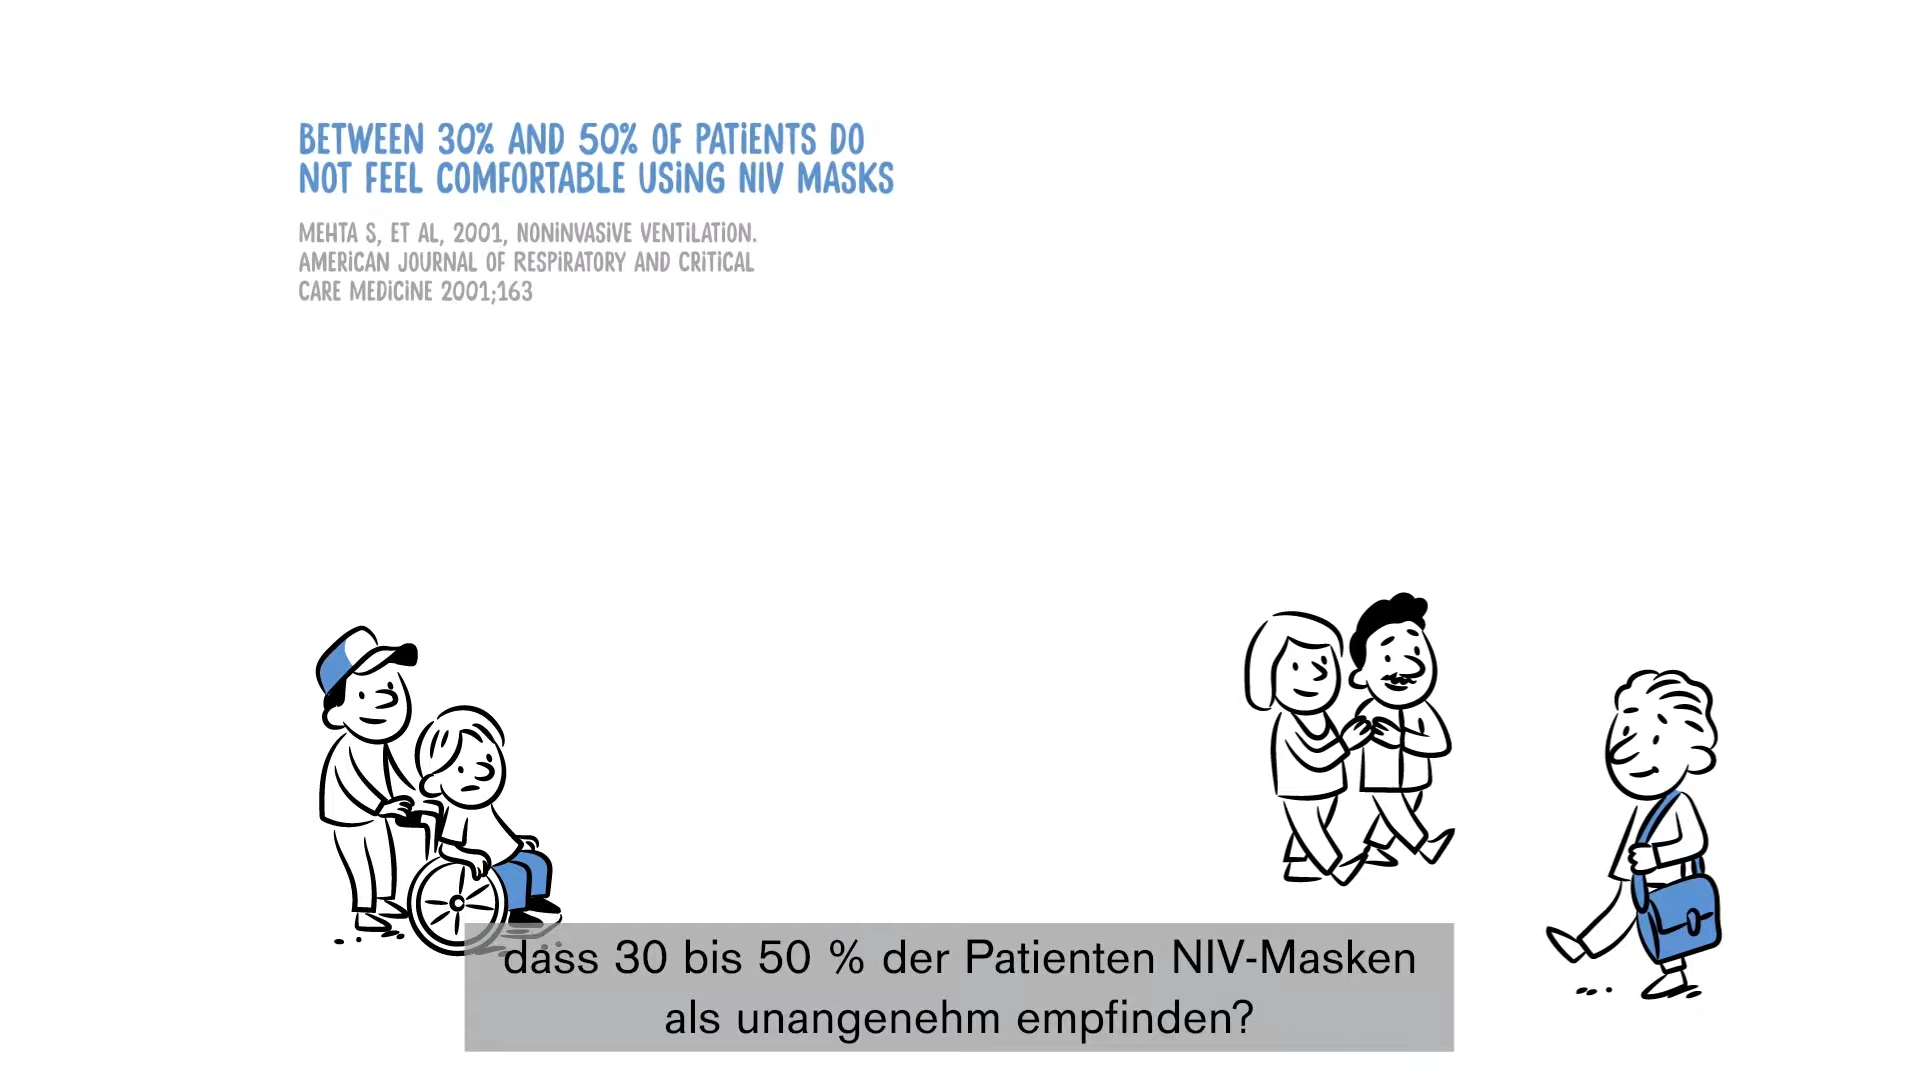 BETWEEN 30% AND 50% OF PATiENTS DO
NOT FEEL COMFORTABLE USiNG NIV MASKS
MEHTA S, ET AL, 2001, NONiNVASiVE VENTiLATiON.
AMERiCAN JOURNAL OF RESPiRATORY AND CRiTiCAL
CARE MEDiCiNE 2001;163
dass 30 bis 50 % der Patienten NIV-Masken
als unangenehm empfinden?